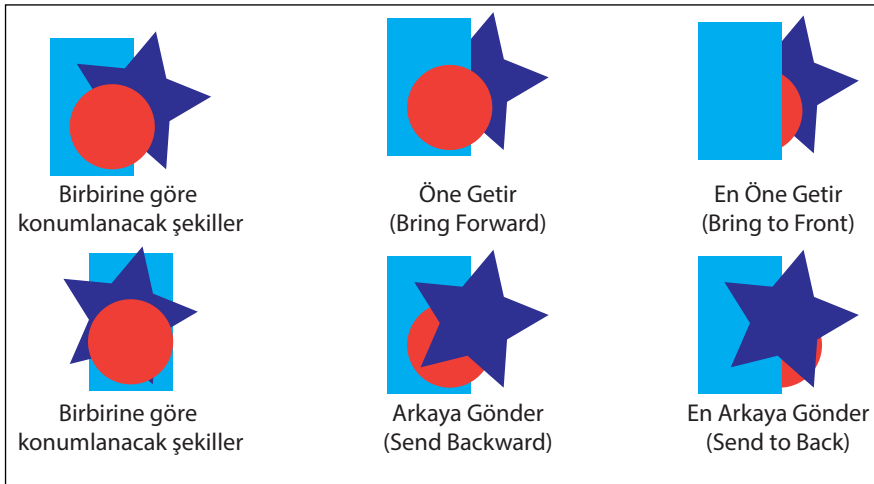 Birbirine göre
konumlanacak şekiller
Öne Getir
(Bring Forward)
En Öne Getir
(Bring to Front)
Birbirine göre
konumlanacak şekiller
Arkaya Gönder
(Send Backward)
En Arkaya Gönder
(Send to Back)